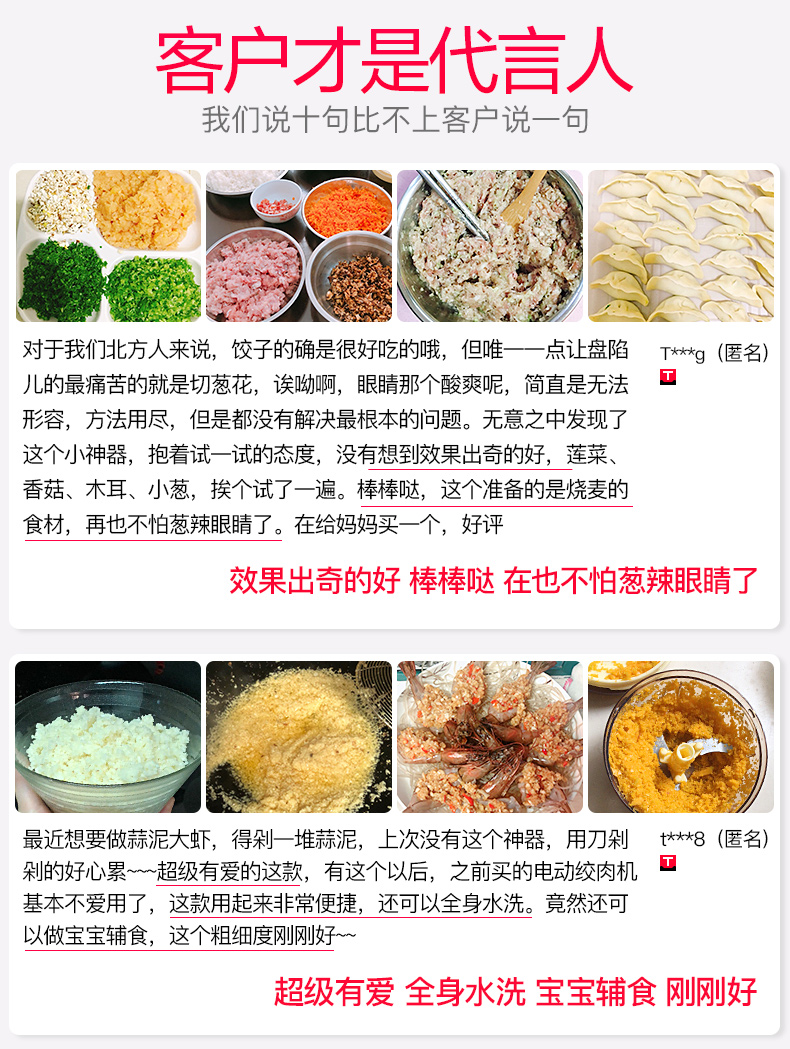 客户才是代言人
我们说十句比不上客户说一句
对于我们北方人来说，饺子的确是很好吃的哦，但唯一一点让盘陷
儿的最痛苦的就是切葱花，诶呦啊，眼睛那个酸爽呢，简直是无法
形容，方法用尽，但是都没有解决最根本的问题。无意之中发现了
这个小神器，抱着试一试的态度，没有想到效果出奇的好，莲菜、
香菇、木耳、小葱，挨个试了一遍。棒棒哒，这个准备的是烧麦的
食材，再也不怕葱辣眼睛了。在给妈妈买一个，好评
T***g（匿名）
T
效果出奇的好 棒棒哒 在也不怕葱辣眼睛了
最近想要做蒜泥大虾，得剁一堆蒜泥，上次没有这个神器，用刀剁
剁的好心累~~~超级有爱的这款，有这个以后，之前买的电动绞肉机
基本不爱用了，这款用起来非常便捷，还可以全身水洗。竟然还可
以做宝宝辅食，这个粗细度刚刚好~~
t***8（匿名）
T
超级有爱 全身水洗 宝宝辅食 刚刚好